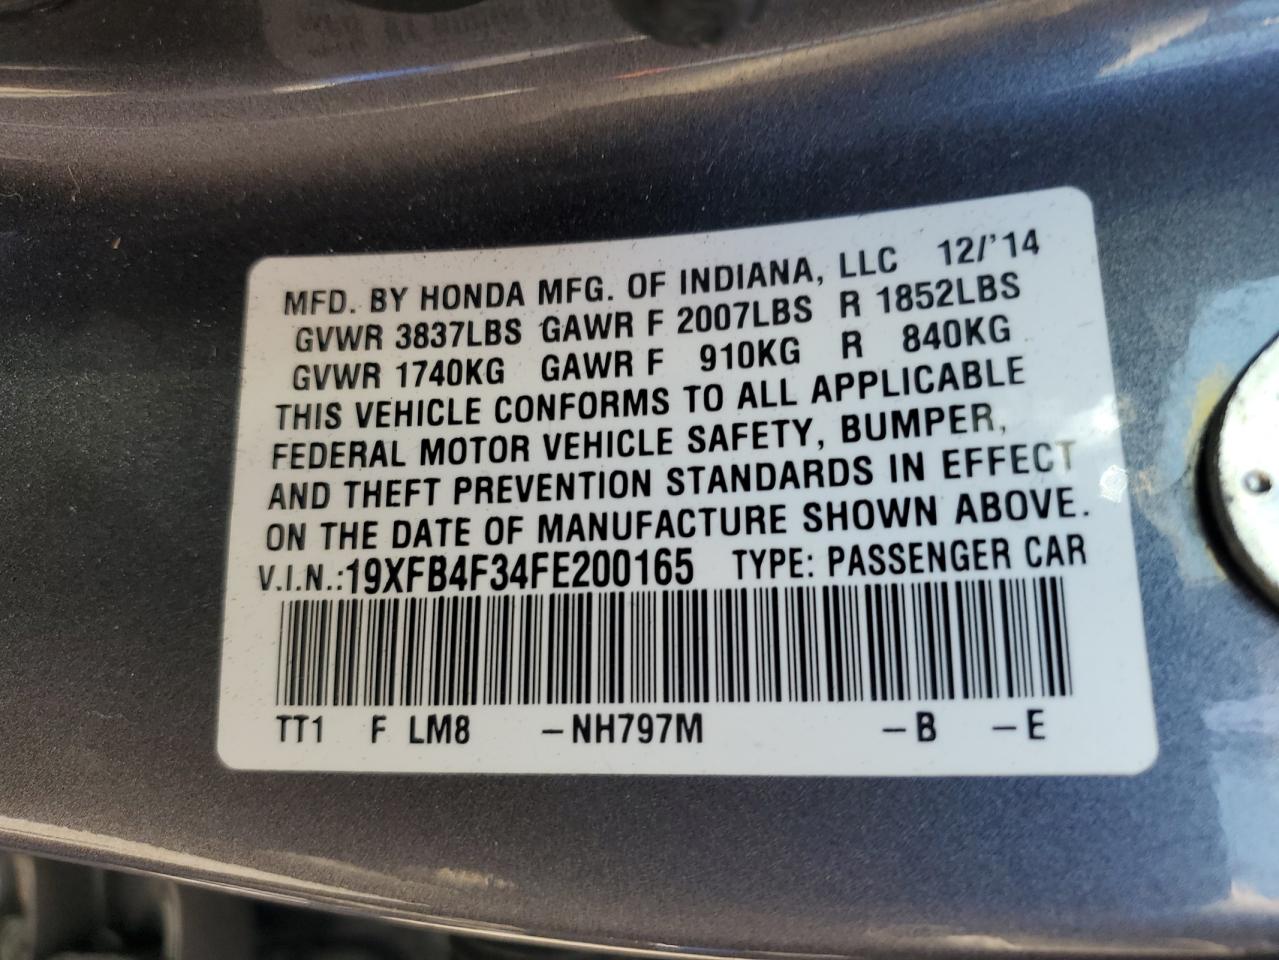 MFD. BY HONDA MFG. OF INDIANA, LLC 12/'14
GVWR 3837LBS GAWR F 2007LBS R 1852LBS
GVWR 1740KG GAWR F 910KG R 840KG
THIS VEHICLE CONFORMS TO ALL APPLICABLE
FEDERAL MOTOR VEHICLE SAFETY, BUMPER,
AND THEFT PREVENTION STANDARDS IN EFFECT
ON THE DATE OF MANUFACTURE SHOWN ABOVE.
V.I.N.:19XFB4F34FE200165 TYPE: PASSENGER CAR
TT1 F LM8 –NH797M –B –E